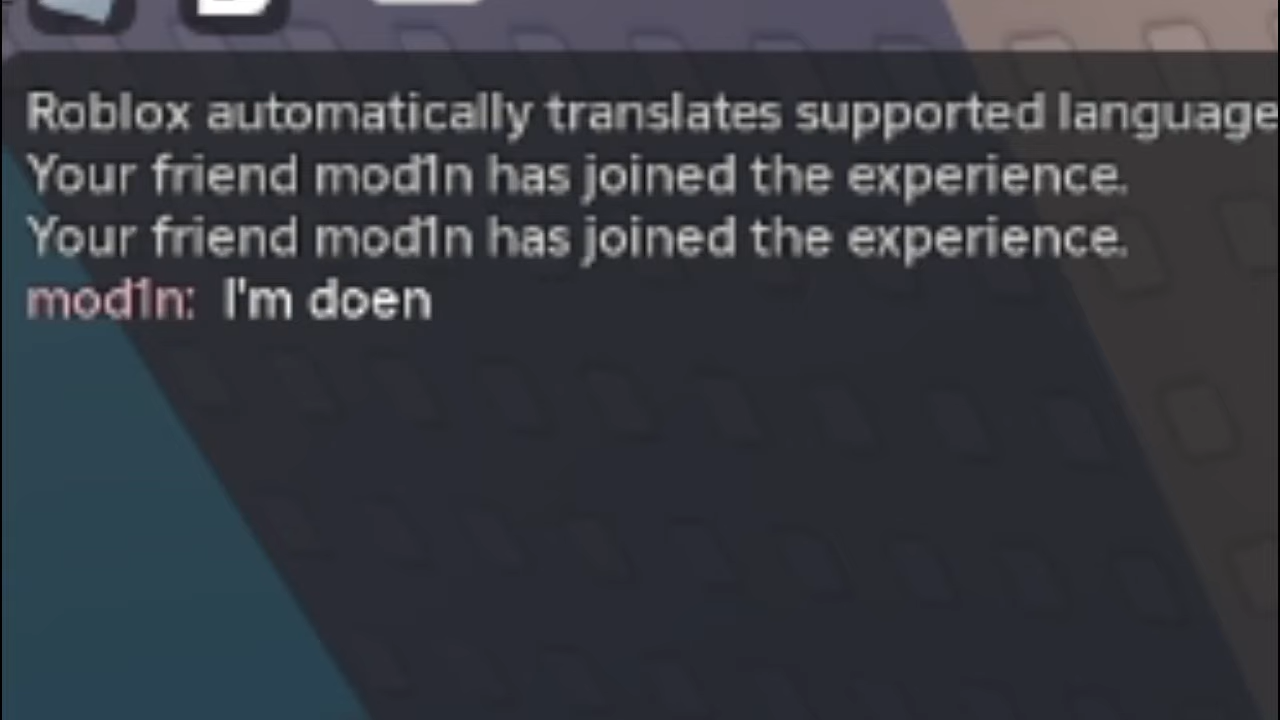 Roblox automatically translates supported language
Your friend mod1n has joined the experience.
Your friend mod1n has joined the experience.
mod1n: I'm doen